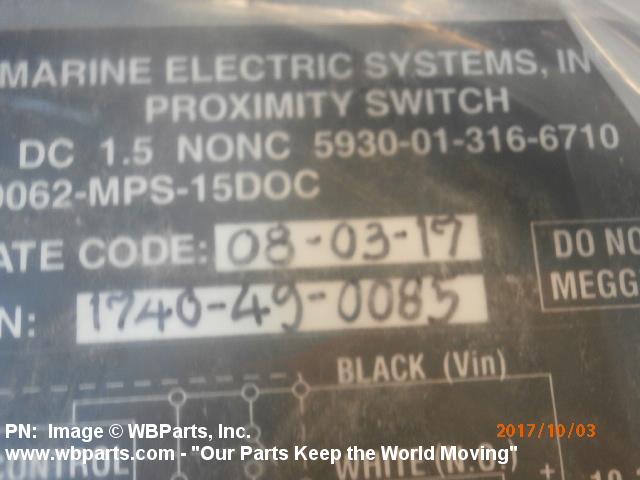 MARINE ELECTRIC SYSTEMS, IN
PROXIMITY SWITCH
DC 1.5 NONC 5930-01-316-6710
0062-MPS-15DOC
ATE CODE: 08-03-17
DO NO
MEGG
N: 1740-49-0085
BLACK (Vin)
PN: Image © WBParts, Inc.
2017/10/03
www.wbparts.com - "Our Parts Keep the World Moving"
CONTROL
WHITE (N.O)